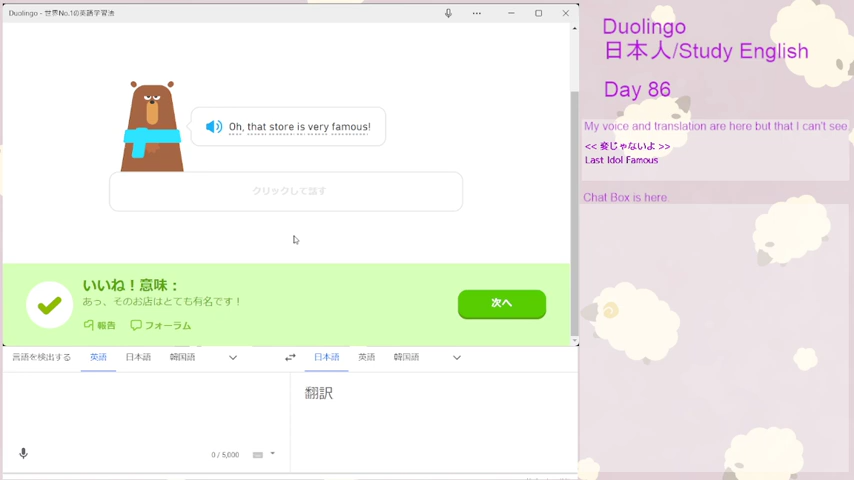 Duolingo - 世界No.1の英語学習法
Oh, that store is very famous!
クリックして話す
いいね！意味：
あっ、そのお店はとても有名です！
報告
フォーラム
次へ
言語を検出する
英語
日本語
韓国語
日本語
英語
韓国語
翻訳
0 / 5,000
Duolingo
日本人/Study English
Day 86
My voice and translation are here but that I can't see
<< 変じゃないよ >>
Last Idol Famous
Chat Box is here.